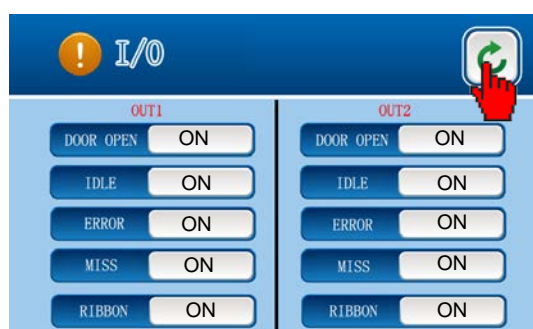 I/O
OUT1 OUT2
DOOR OPEN ON DOOR OPEN ON
IDLE ON IDLE ON
ERROR ON ERROR ON
MISS ON MISS ON
RIBBON ON RIBBON ON